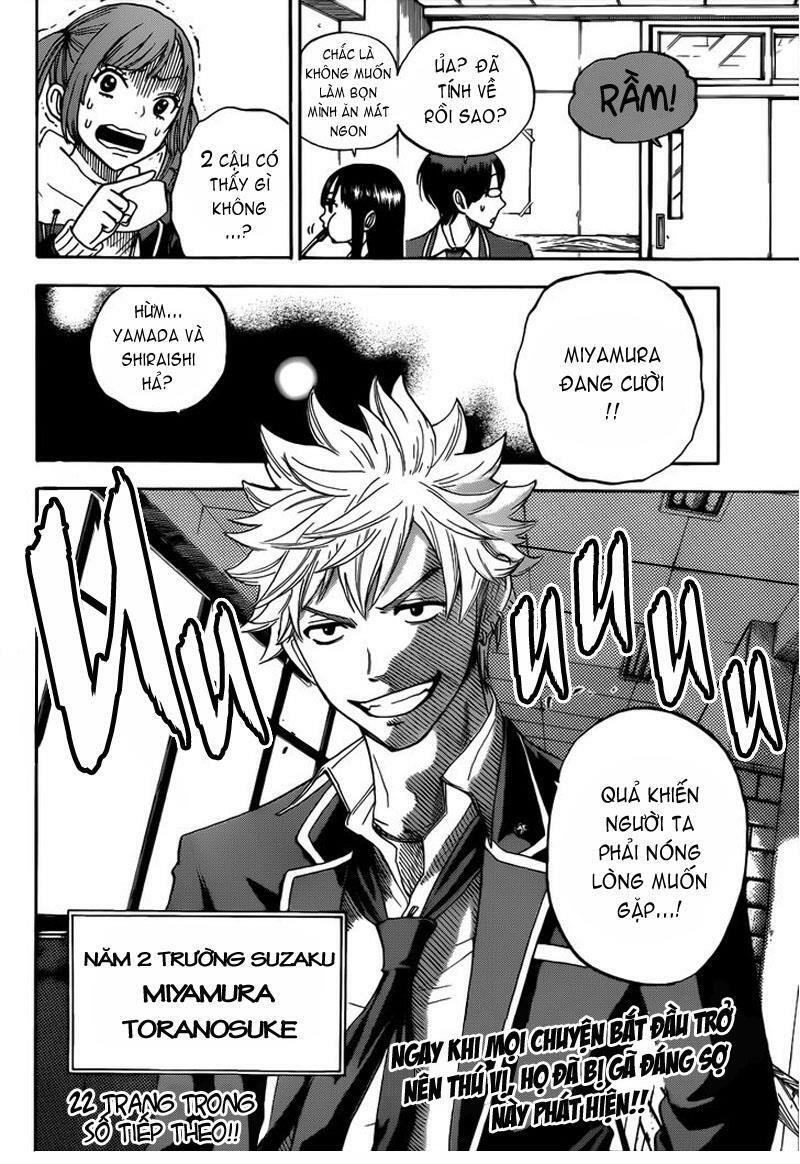 RẦM!
ỦA? ĐÃ
TÍNH VỀ
RỒI SAO?
CHẮC LÀ
KHÔNG MUỐN
LÀM BỌN
MÌNH ĂN MẤT
NGON
2 CẬU CÓ
THẤY GÌ
KHÔNG
...?
MIYAMURA
ĐANG CƯỜI
!!
HỪM...
YAMADA VÀ
SHIRAISHI
HẢ?
UU
UUUU
QUẢ KHIẾN
NGƯỜI TA
PHẢI NÓNG
LÒNG MUỐN
GẶP...!
NĂM 2 TRƯỜNG SUZAKU
MIYAMURA
TORANOSUKE
NGAY KHI MỌI CHUYỆN BẮT ĐẦU TRỞ
NÊN THÚ VỊ, HỌ ĐÃ BỊ GÃ ĐÁNG SỢ
NÀY PHÁT HIỆN!!
22 TRANG TRONG
SỐ TIẾP THEO!!